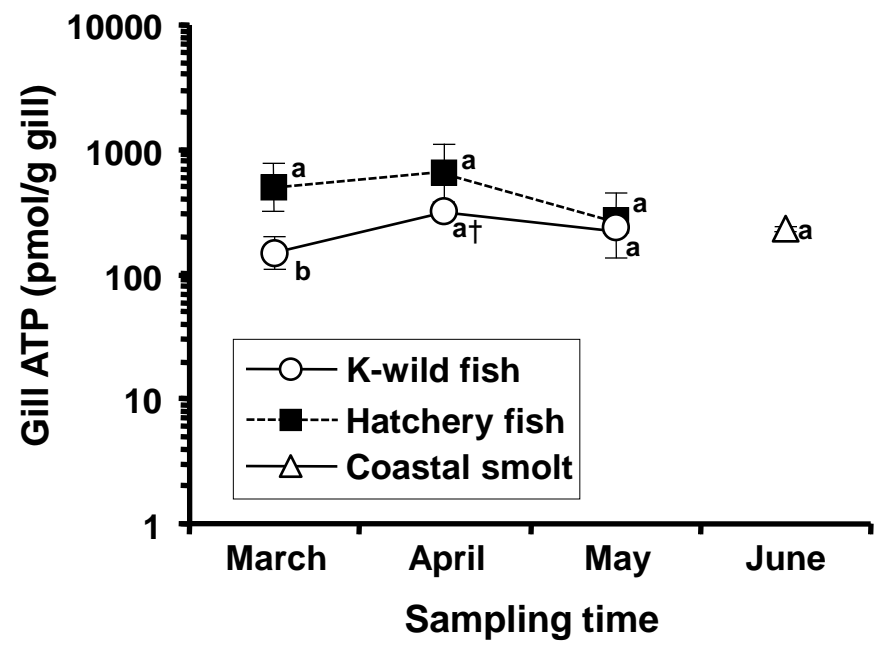 10000
1000
100
10
1
Gill ATP (pmol/g gill)
a
a
a
b
a†
a
a
K-wild fish
Hatchery fish
Coastal smolt
March April May June
Sampling time